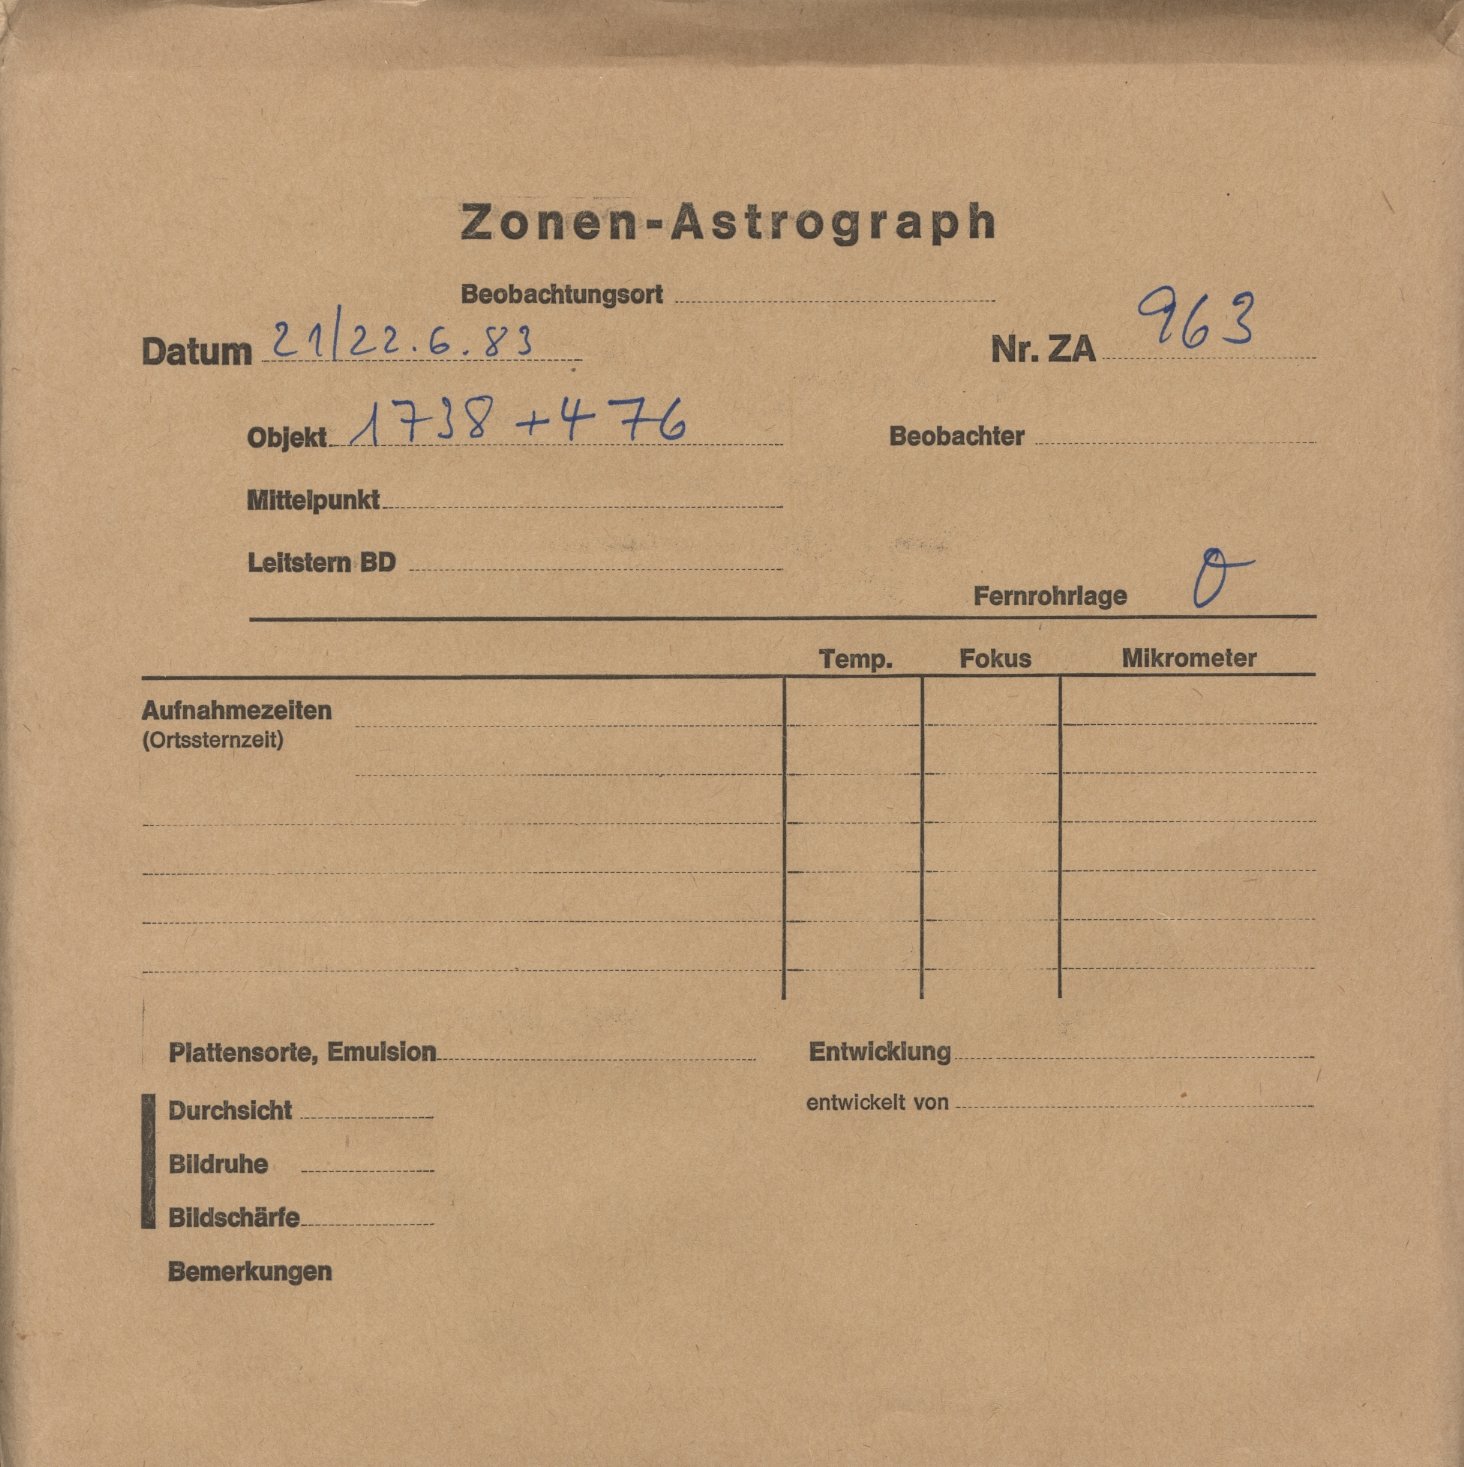 Zonen-Astrograph
Beobachtungsort
Datum 21/22.6.83
Nr. ZA 963
Objekt 1738+476
Beobachter
Mittelpunkt
Leitstern BD
Fernrohrlage O
Temp. Fokus Mikrometer
Aufnahmezeiten
(Ortssternzeit)
Plattensorte, Emulsion
Entwicklung
Durchsicht
entwickelt von
Bildruhe
Bildschärfe
Bemerkungen